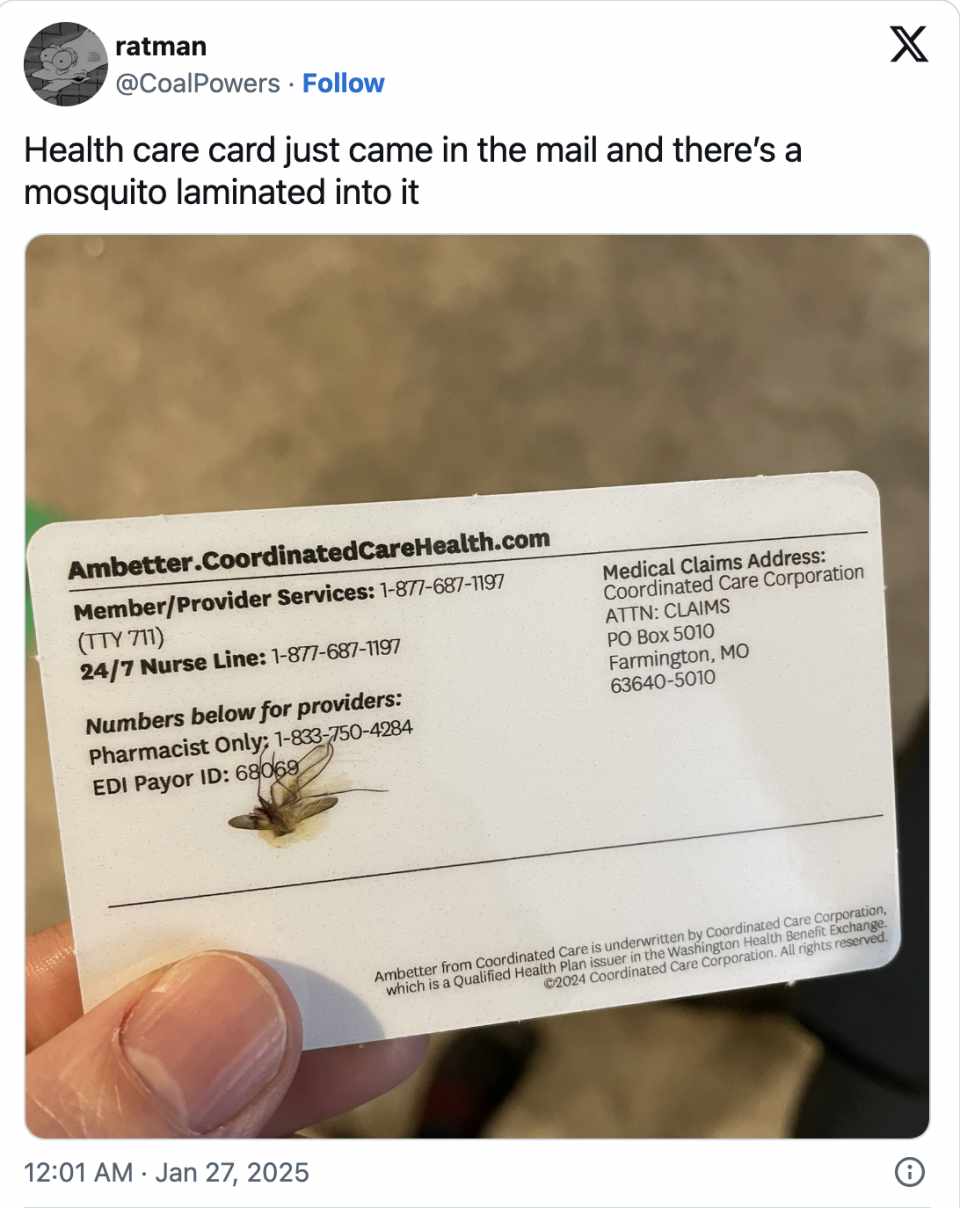 ratman
@CoalPowers · Follow
Health care card just came in the mail and there's a
mosquito laminated into it
Ambetter.CoordinatedCareHealth.com
Member/Provider Services: 1-877-687-1197
(TTY 711)
24/7 Nurse Line: 1-877-687-1197
Numbers below for providers:
Pharmacist Only: 1-833-750-4284
EDI Payor ID: 68069
Medical Claims Address:
Coordinated Care Corporation
ATTN: CLAIMS
PO Box 5010
Farmington, MO
63640-5010
Ambetter from Coordinated Care is underwritten by Coordinated Care Corporation,
which is a Qualified Health Plan issuer in the Washington Health Benefit Exchange.
©2024 Coordinated Care Corporation. All rights reserved.
12:01 AM · Jan 27, 2025